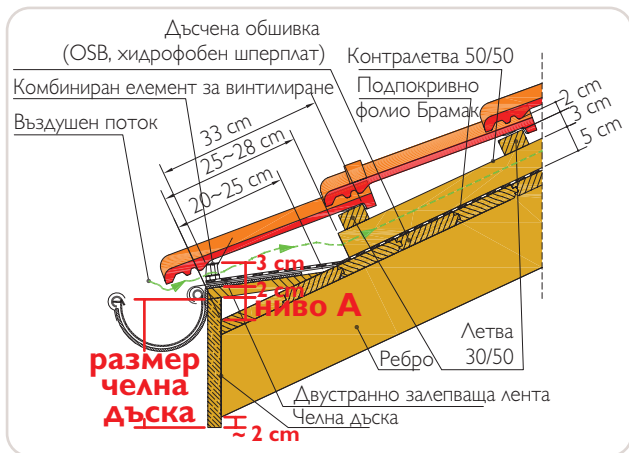 Дъсчена обшивка
(OSB, хидрофобен шперплат)
Контралетва 50/50
Комбиниран елемент за винтилиране
Подпокривно
фолио Брамак
Въздушен поток
33 cm
25~28 cm
20~25 cm
2 cm
3 cm
5 cm
3 cm
2 cm
ниво А
размер
челна
дъска
Летва
30/50
Ребро
Двустранно залепваща лента
Челна дъска
~ 2 cm